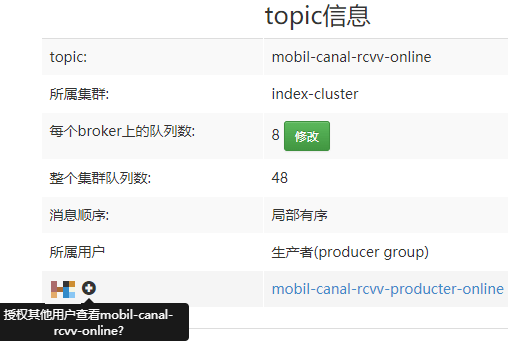 topic信息
topic: mobil-canal-rcvv-online
所属集群: index-cluster
每个broker上的队列数: 8 修改
整个集群队列数: 48
消息顺序: 局部有序
所属用户 生产者(producer group)
mobil-canal-rcvv-producter-online
授权其他用户查看mobil-canal-
rcvv-online?